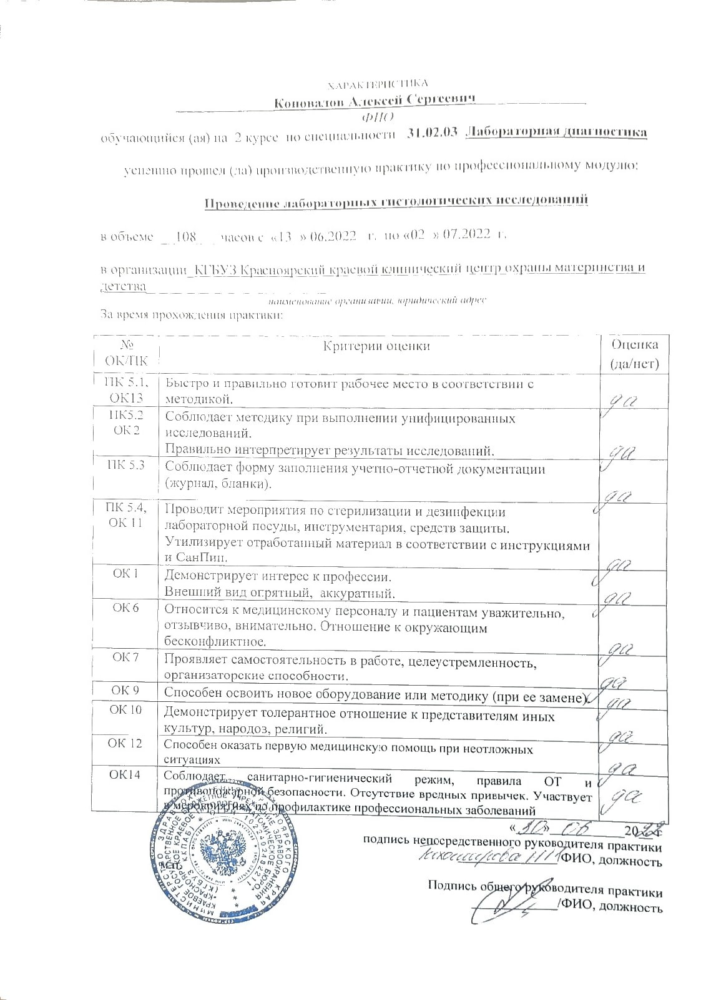 ХАРАКТЕРИСТИКА
Коновалов Алексей Сергеевич
ФИО
обучающийся (ая) на 2 курсе по специальности 31.02.03 Лабораторная диагностика
успешно прошел (ла) производственную практику по профессиональному модулю:
Проведение лабораторных гистологических исследований
в объеме 108 часов с «13 » 06.2022 г. по «02 » 07.2022 г.
в организации КГБУЗ Красноярский краевой клинический центр охраны материнства и
детства
наименование организации, юридический адрес
За время прохождения практики:
№ ОК/ПК Критерии оценки Оценка (да/нет)
ПК 5.1, Быстро и правильно готовит рабочее место в соответствии с
ОК13 методикой. да
ПК5.2 Соблюдает методику при выполнении унифицированных
ОК 2 исследований.
Правильно интерпретирует результаты исследований. да
ПК 5.3 Соблюдает форму заполнения учетно-отчетной документации
(журнал, бланки). да
ПК 5.4, Проводит мероприятия по стерилизации и дезинфекции
ОК 11 лабораторной посуды, инструментария, средств защиты.
Утилизирует отработанный материал в соответствии с инструкциями
и СанПин. да
ОК 1 Демонстрирует интерес к профессии.
Внешний вид опрятный, аккуратный. да
ОК 6 Относится к медицинскому персоналу и пациентам уважительно,
отзывчиво, внимательно. Отношение к окружающим
бесконфликтное. да
ОК 7 Проявляет самостоятельность в работе, целеустремленность,
организаторские способности. да
ОК 9 Способен освоить новое оборудование или методику (при ее замене). да
ОК 10 Демонстрирует толерантное отношение к представителям иных
культур, народоз, религий. да
ОК 12 Способен оказать первую медицинскую помощь при неотложных
ситуациях да
ОК14 Соблюдает санитарно-гигиенический режим, правила ОТ и
противопожарной безопасности. Отсутствие вредных привычек. Участвует
в мероприятиях по профилактике профессиональных заболеваний да
«30» 06 2022 г
подпись непосредственного руководителя практики
/ФИО, должность
М.П.
Подпись общего руководителя практики
/ФИО, должность